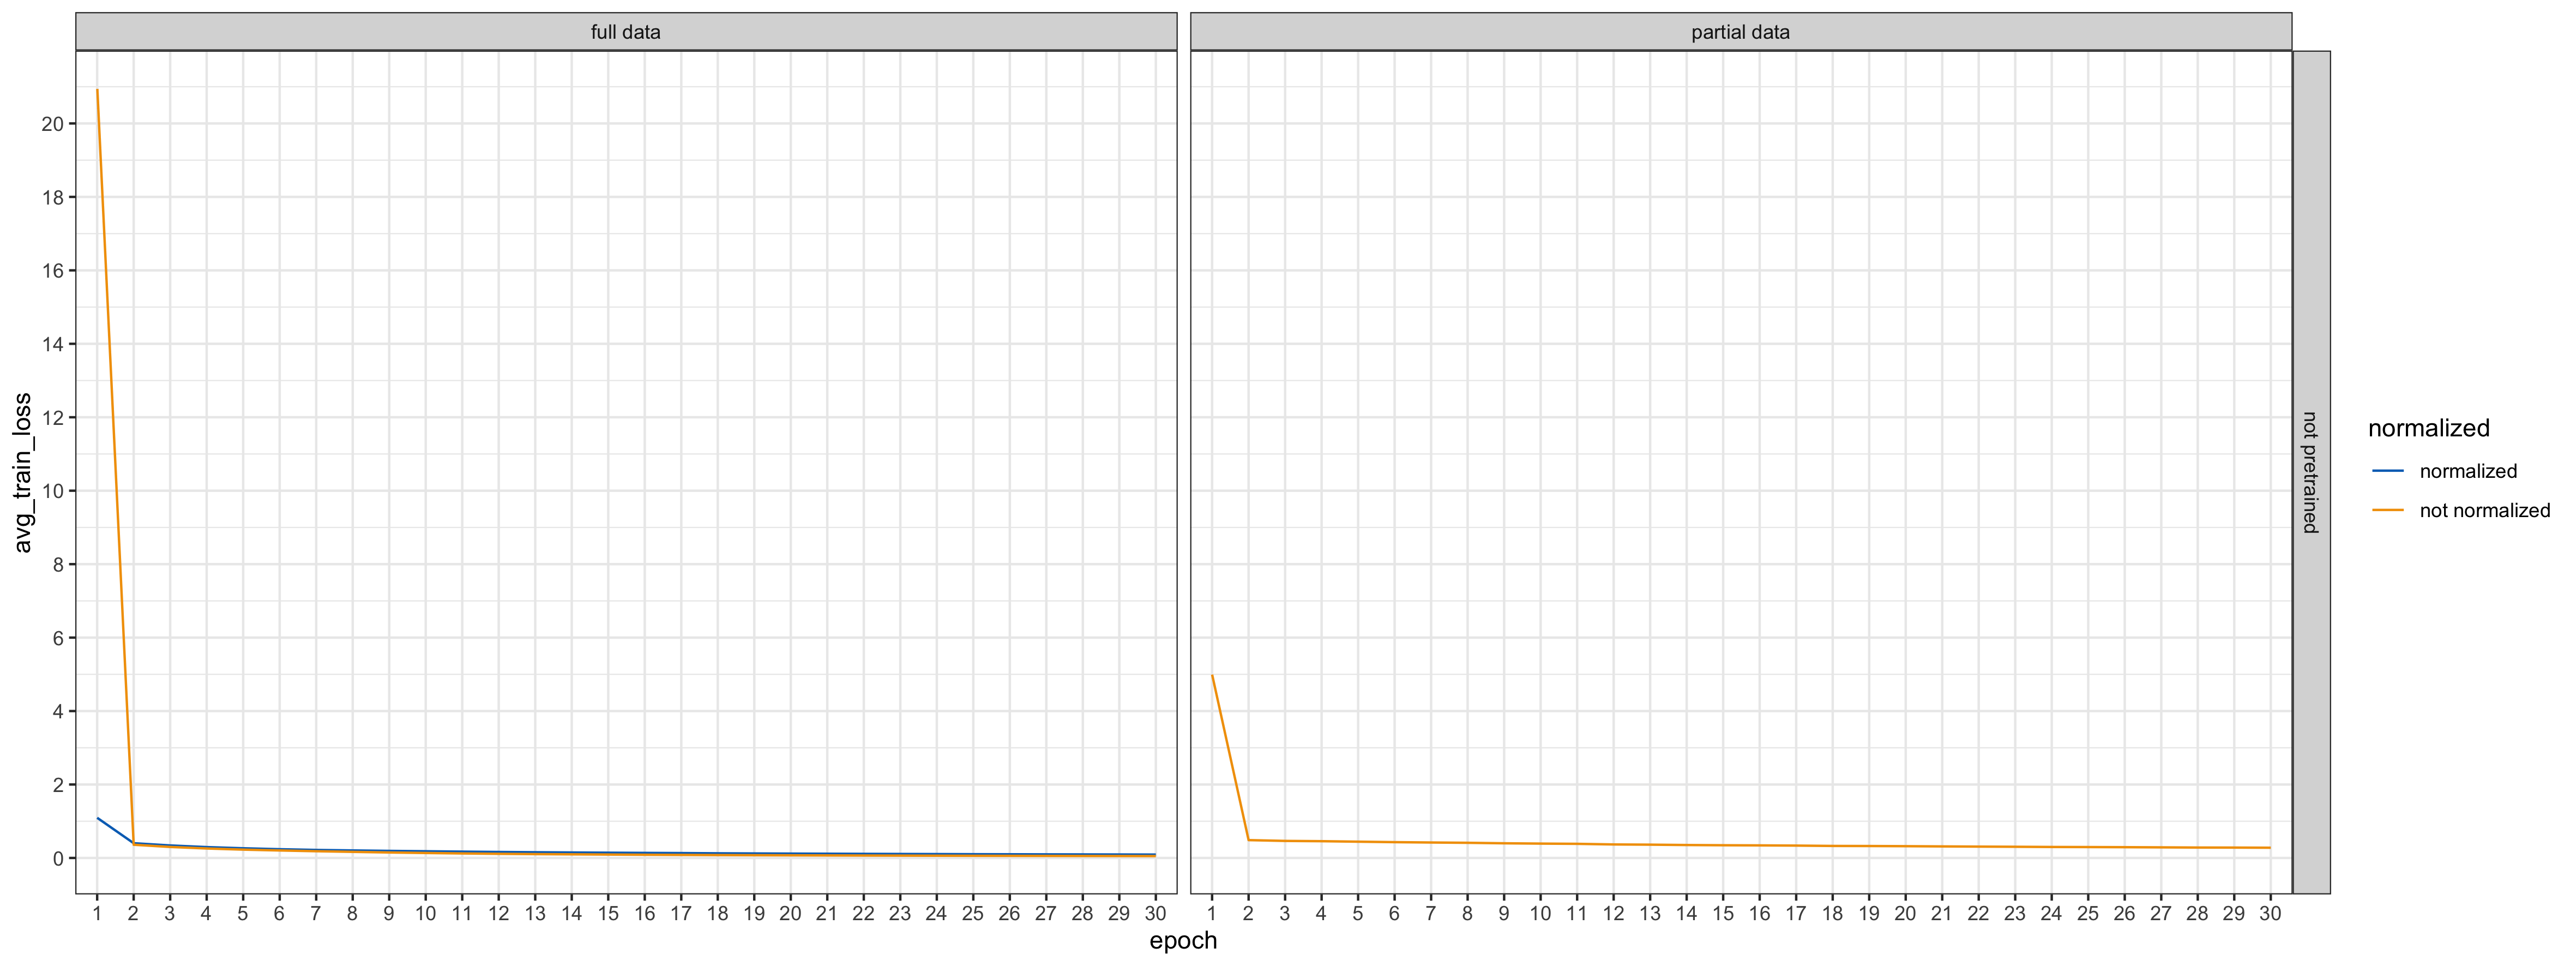 full data
partial data
avg_train_loss
20
18
16
14
12
10
8
6
4
2
0
not pretrained
normalized
normalized
not normalized
1 2 3 4 5 6 7 8 9 10 11 12 13 14 15 16 17 18 19 20 21 22 23 24 25 26 27 28 29 30
1 2 3 4 5 6 7 8 9 10 11 12 13 14 15 16 17 18 19 20 21 22 23 24 25 26 27 28 29 30
epoch